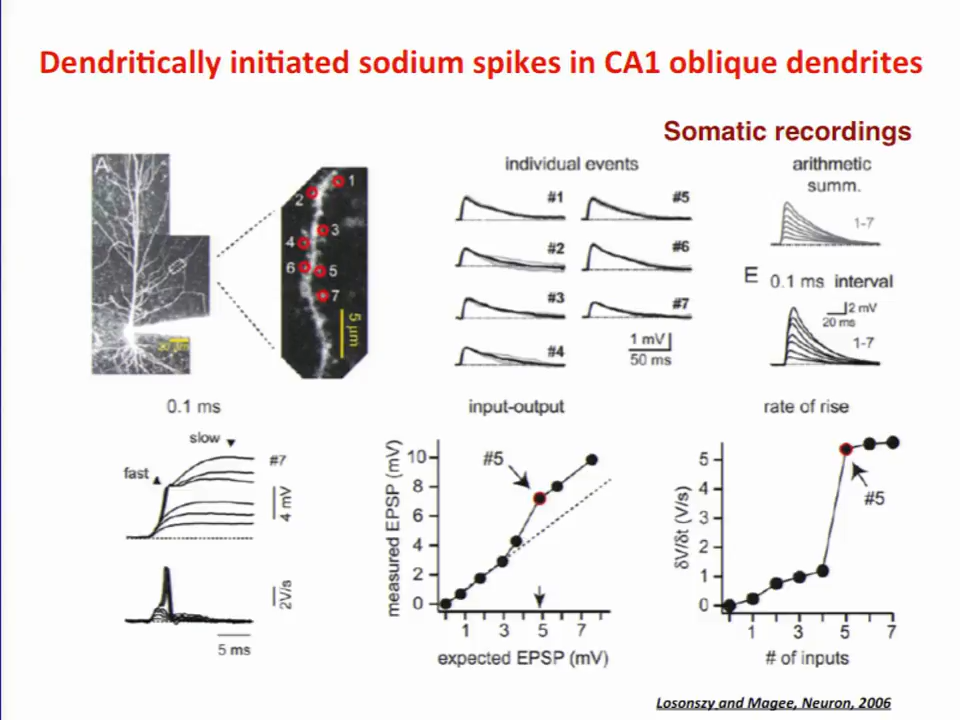 Dendritically initiated sodium spikes in CA1 oblique dendrites
Somatic recordings
A
1
2
3
4
5
6
7
5 µm
individual events
#1
#2
#3
#4
#5
#6
#7
1 mV
50 ms
arithmetic
summ.
1-7
E 0.1 ms interval
2 mV
20 ms
1-7
0.1 ms
slow
fast
#7
4 mV
2V/s
5 ms
input-output
measured EPSP (mV)
10
8
6
4
2
0
#5
1 3 5 7
expected EPSP (mV)
rate of rise
δV/δt (V/s)
5
4
3
2
1
0
#5
1 3 5 7
# of inputs
Losonszy and Magee, Neuron, 2006